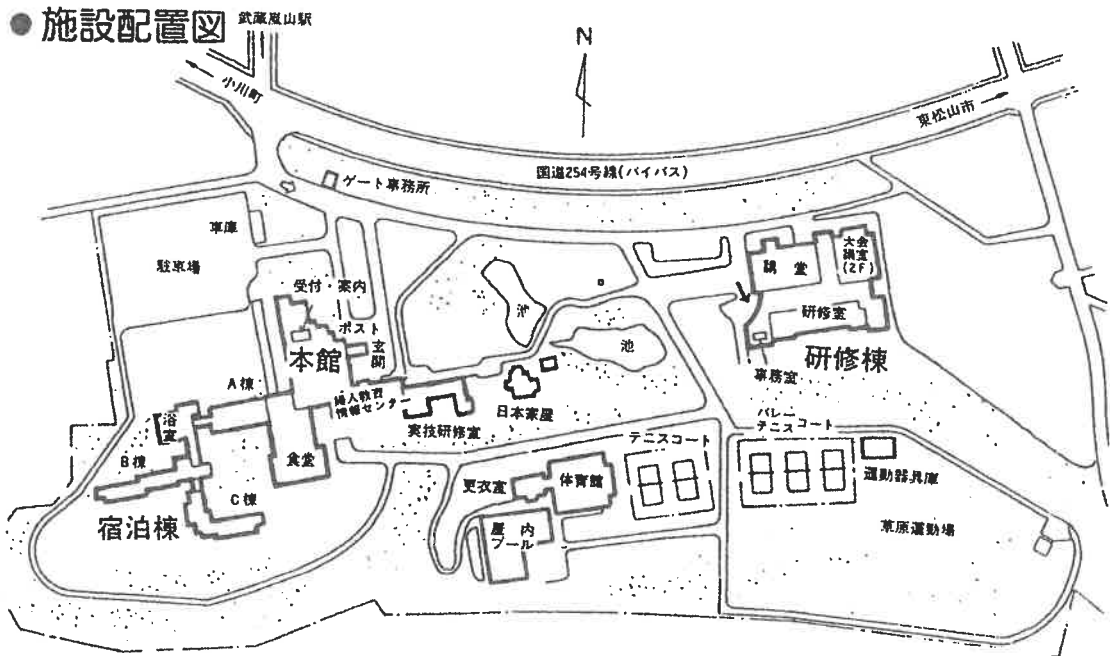 ● 施設配置図
武蔵嵐山駅
N
小川町
東松山市
国道254号線(バイパス)
ゲート事務所
車庫
駐車場
受付・案内
ポスト
玄関
本館
A棟
婦人教育
情報センター
実技研修室
日本家屋
池
池
講堂
大会
議室
(2F)
研修室
研修棟
事務室
浴室
B棟
C棟
食堂
宿泊棟
テニスコート
バレー
テニス
コート
運動器具庫
更衣室
体育館
屋内
プール
草原運動場